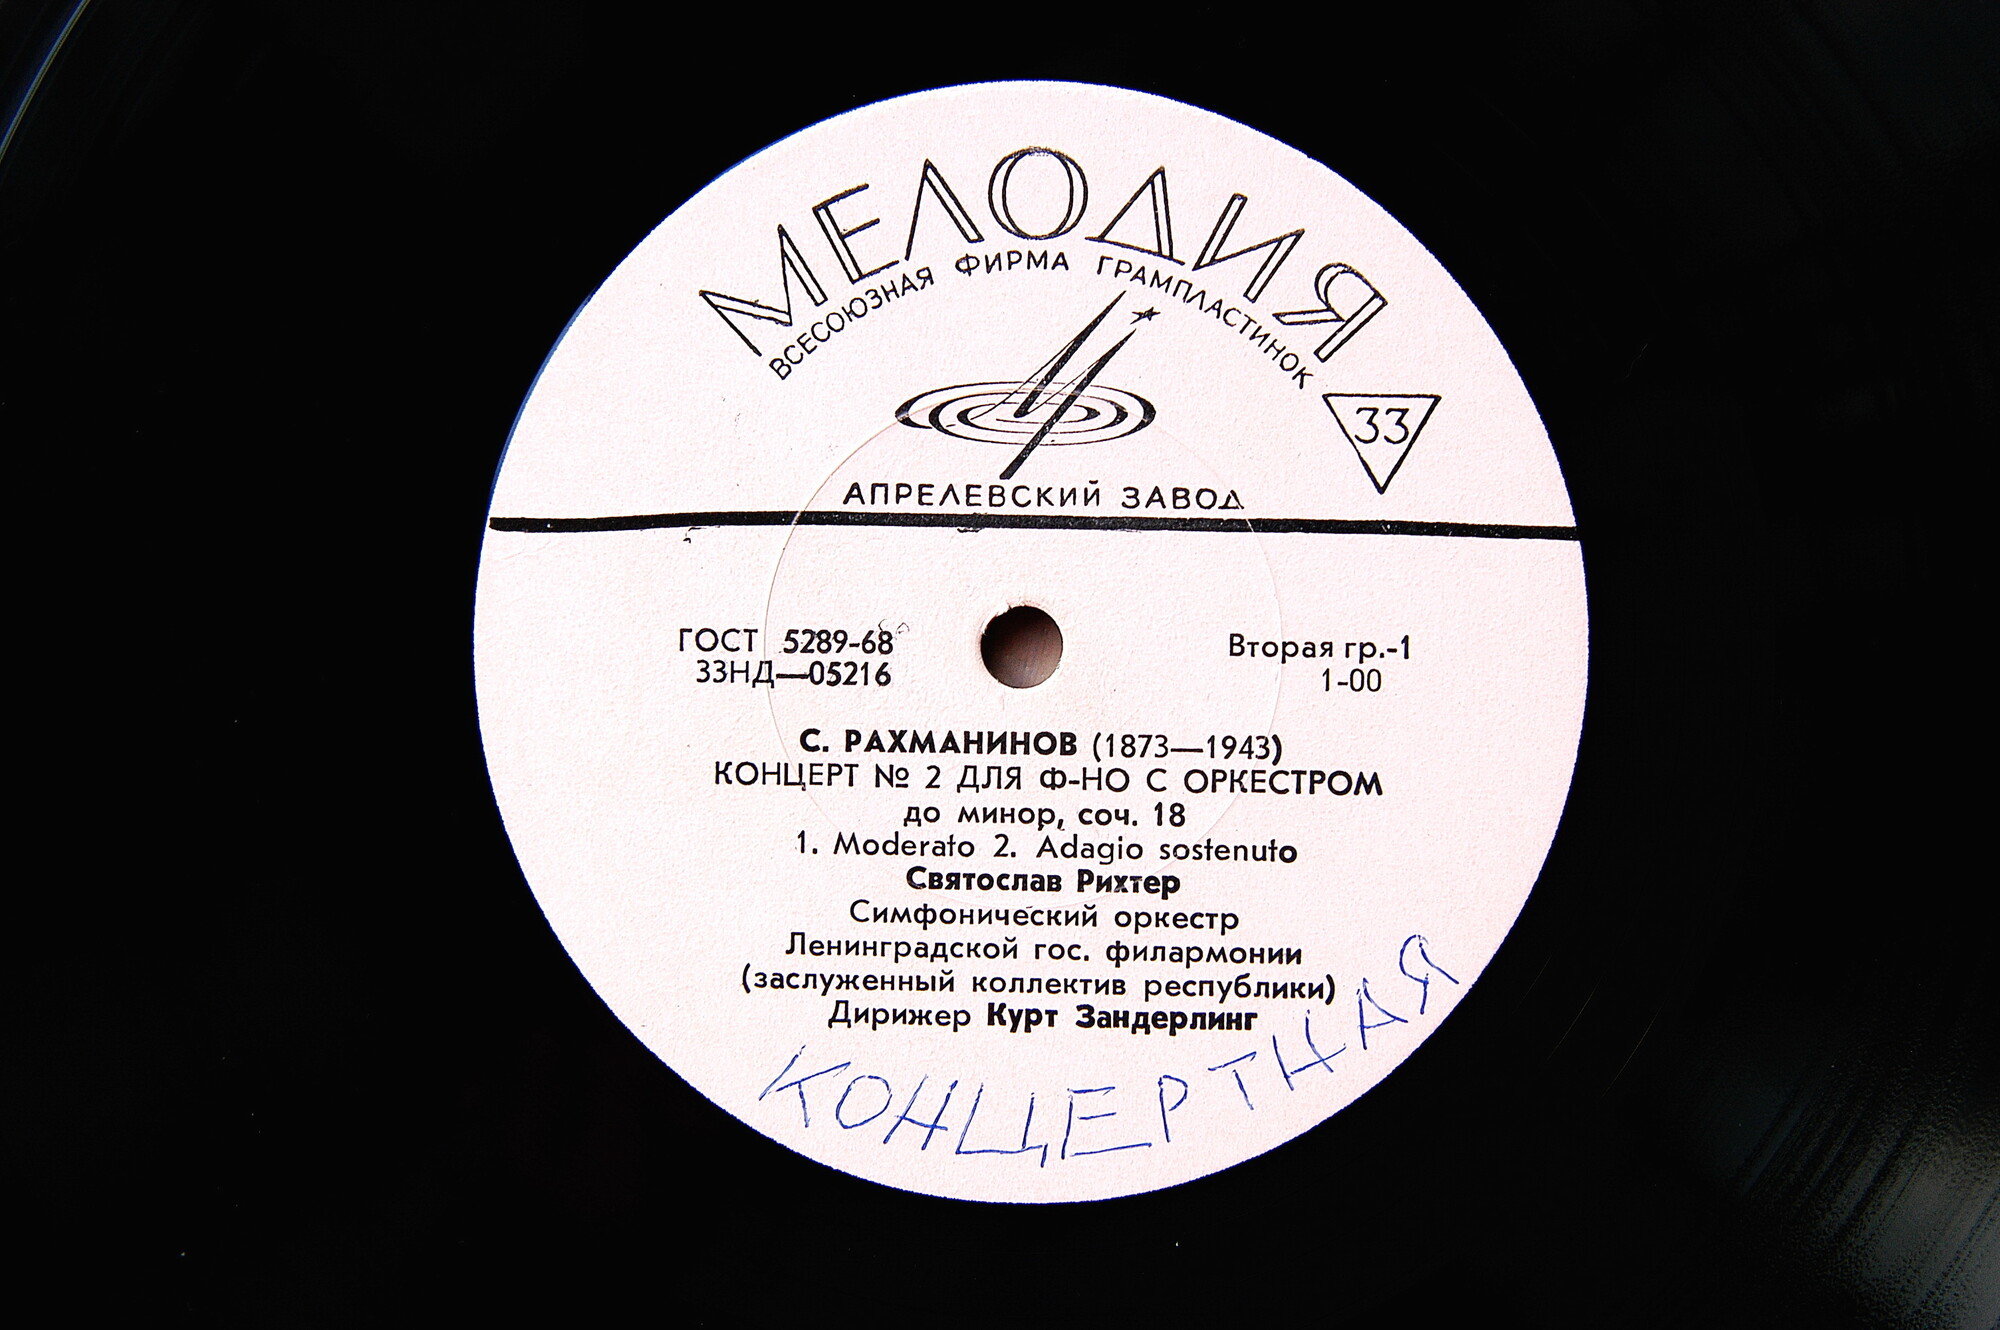 МЕЛОДИЯ
ВСЕСОЮЗНАЯ ФИРМА ГРАМПЛАСТИНОК
33
АПРЕЛЕВСКИЙ ЗАВОД
ГОСТ 5289-68
33НД—05216
Вторая гр.-1
1-00
С. РАХМАНИНОВ (1873—1943)
КОНЦЕРТ № 2 ДЛЯ Ф-НО С ОРКЕСТРОМ
до минор, соч. 18
1. Moderato 2. Adagio sostenuto
Святослав Рихтер
Симфонический оркестр
Ленинградской гос. филармонии
(заслуженный коллектив республики)
Дирижер Курт Зандерлинг
КОНЦЕРТНАЯ